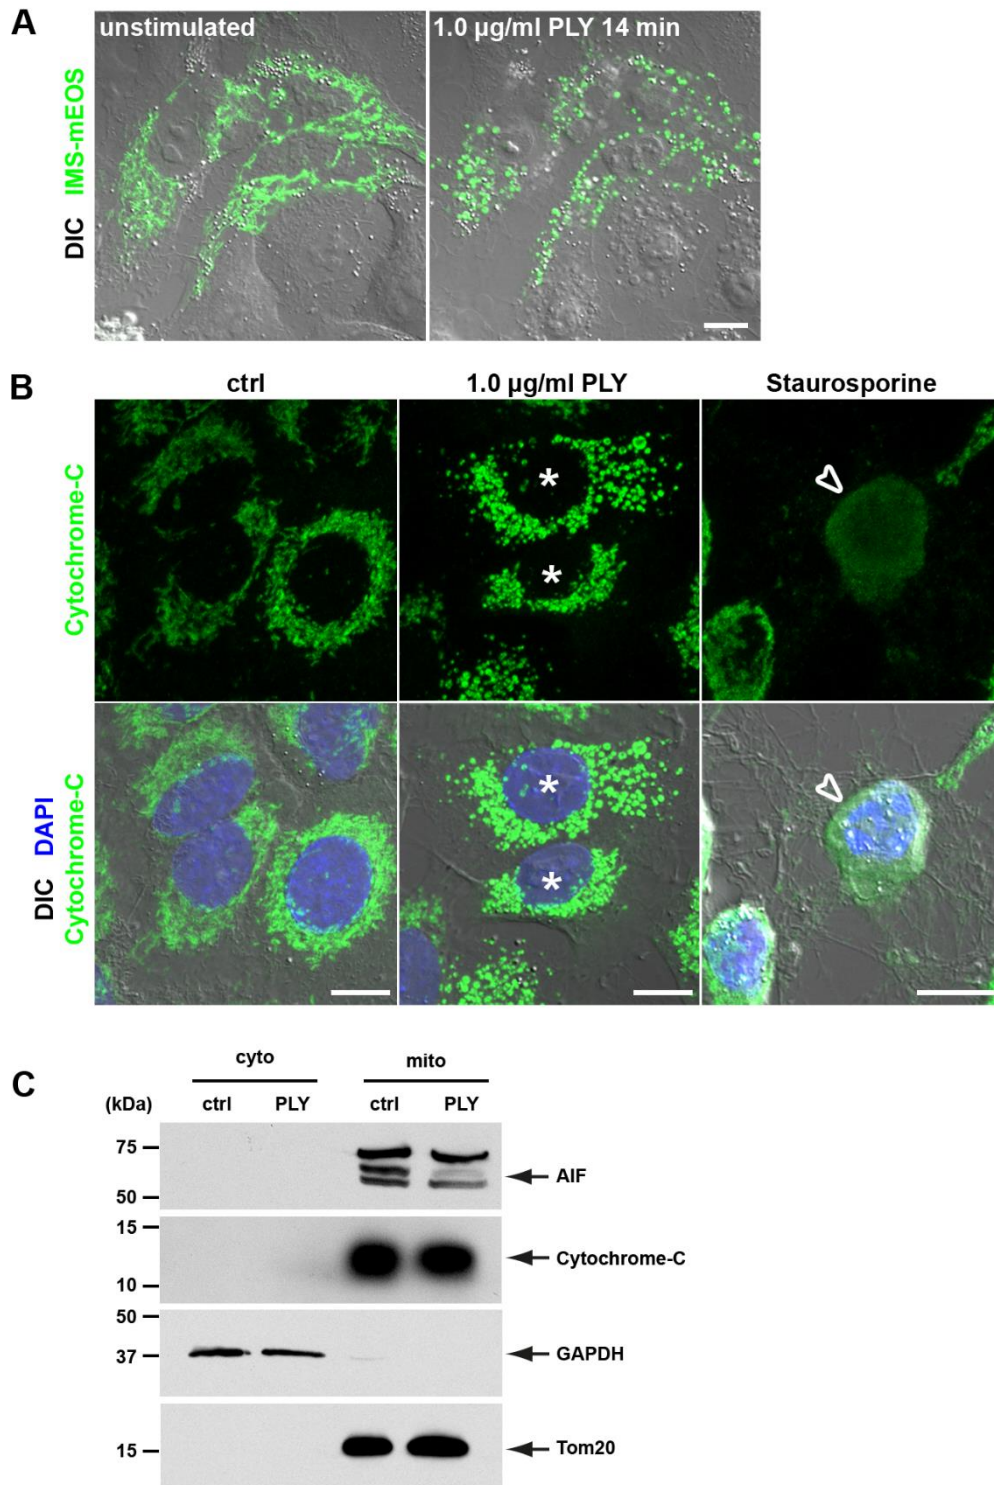 A
unstimulated
1.0 µg/ml PLY 14 min
DIC IMS-mEOS
B
ctrl
1.0 µg/ml PLY
Staurosporine
Cytochrome-C
*
*
DIC DAPI
Cytochrome-C
*
*
C
cyto
mito
(kDa)
ctrl
PLY
ctrl
PLY
75
50
AIF
15
10
Cytochrome-C
50
37
GAPDH
15
Tom20